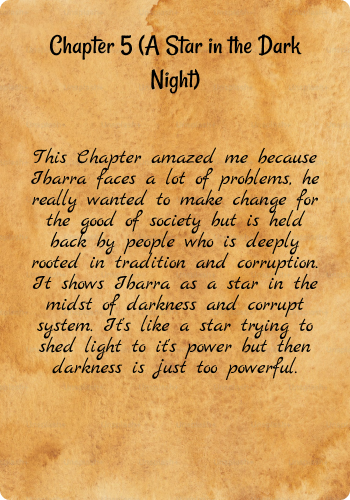 Chapter 5 (A Star in the Dark
Night)
This Chapter amazed me because
Ibarra faces a lot of problems, he
really wanted to make change for
the good of society but is held
back by people who is deeply
rooted in tradition and corruption.
It shows Ibarra as a star in the
midst of darkness and corrupt
system. It's like a star trying to
shed light to it's power but then
darkness is just too powerful.